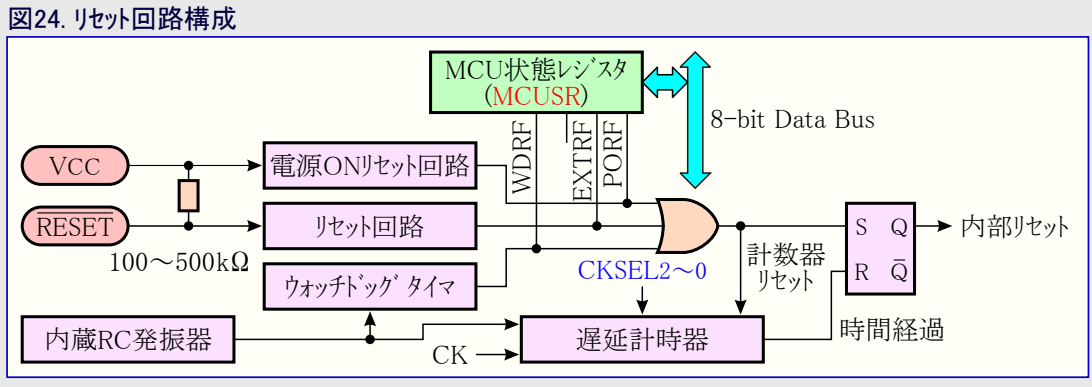 図24. リセット回路構成
MCU状態レジスタ
(MCUSR)
8-bit Data Bus
WDRF
EXTRF
PORF
VCC
電源ONリセット回路
RESET
リセット回路
100～500kΩ
ウォッチドッグ タイマ
CKSEL2～0
計数器
リセット
S Q
R Q̅
内部リセット
内蔵RC発振器
CK
遅延計時器
時間経過